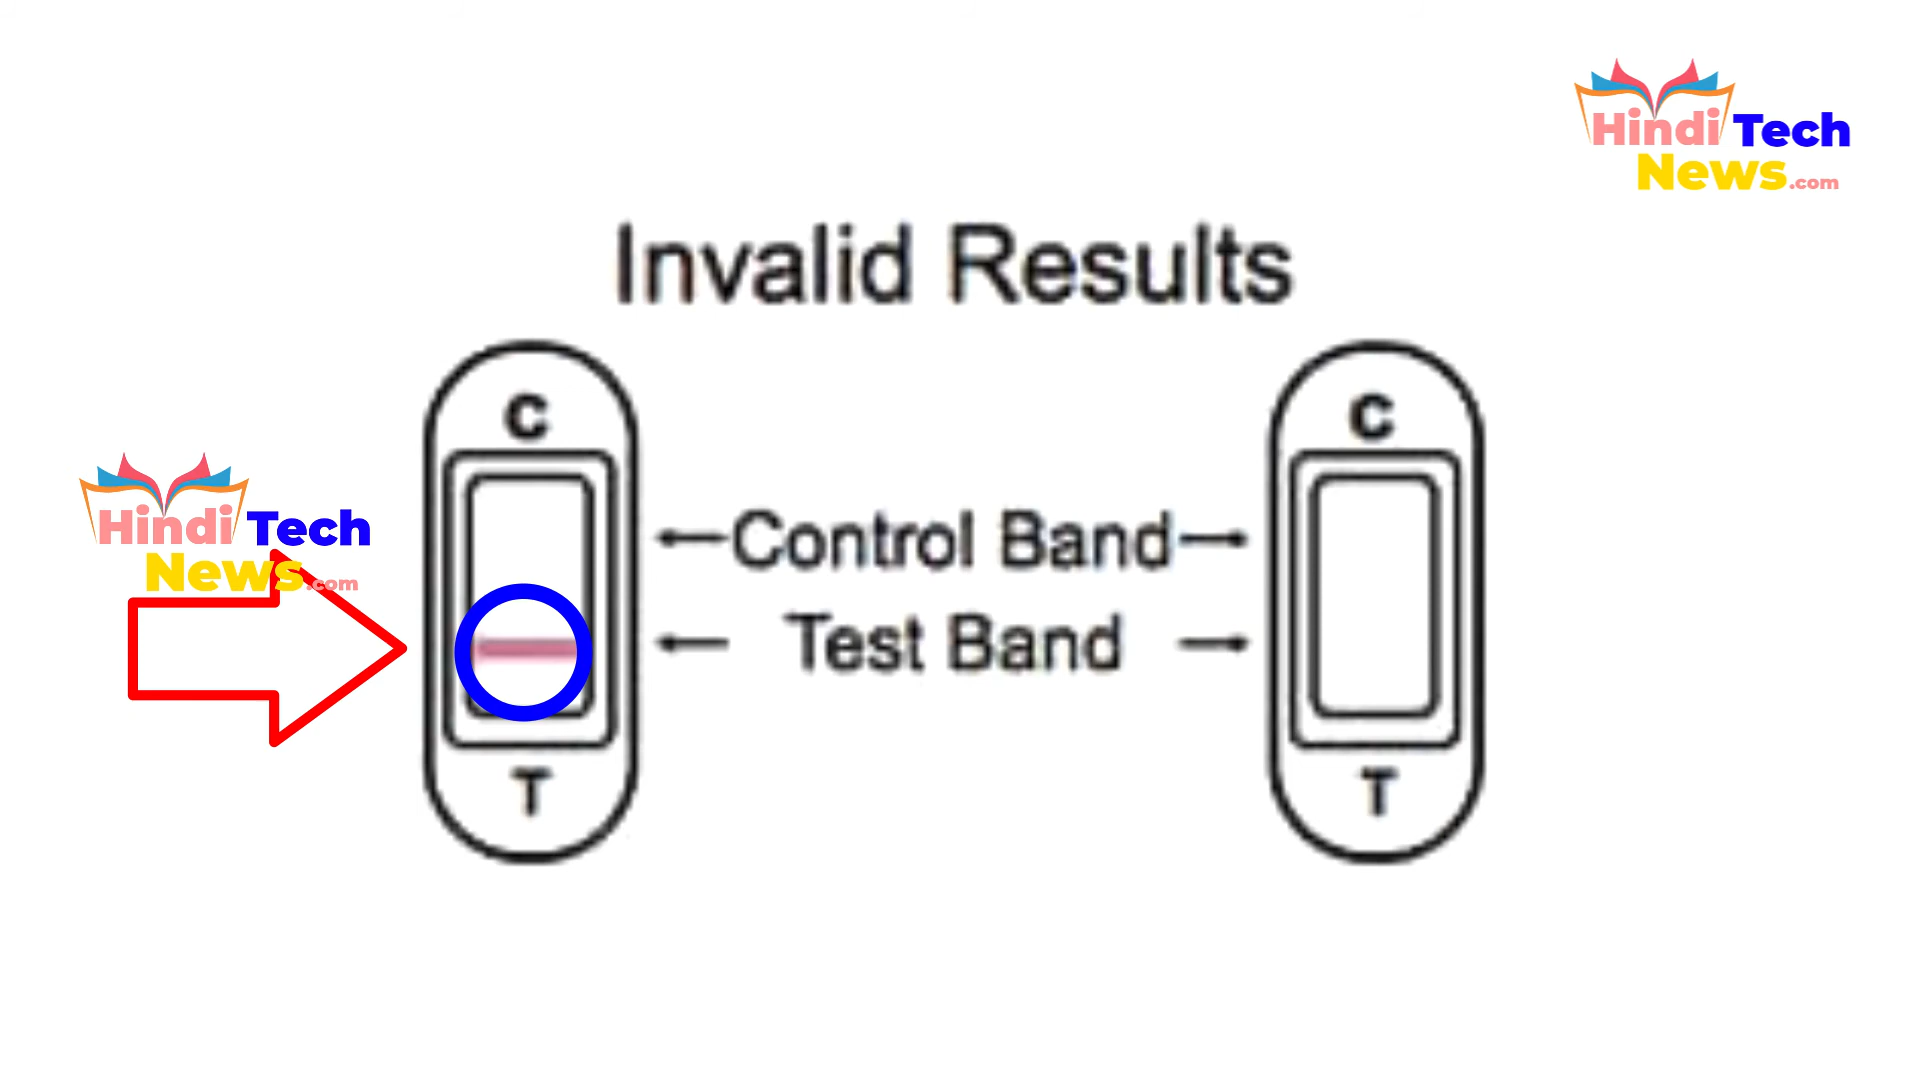 Hindi Tech
News.com
Invalid Results
C
C
Hindi Tech
News.com
Control Band
Test Band
T
T